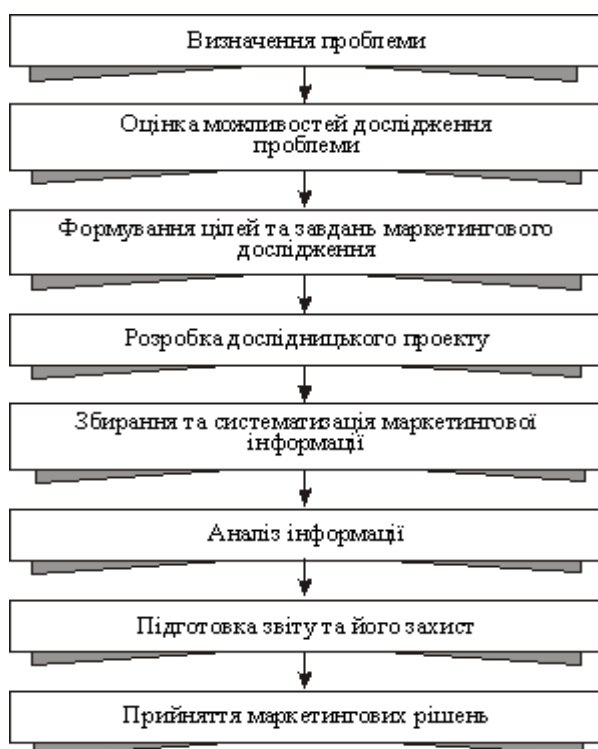 Визначення проблеми
Оцінка можливостей дослідження
проблеми
Формування цілей та завдань маркетингового
дослідження
Розробка дослідницького проекту
Збирання та систематизація маркетингової
інформації
Аналіз інформації
Підготовка звіту та його захист
Прийняття маркетингових рішень